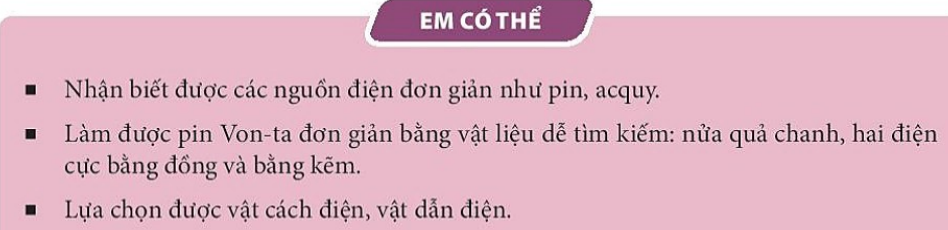 EM CÓ THỂ
▪ Nhận biết được các nguồn điện đơn giản như pin, acquy.
▪ Làm được pin Von-ta đơn giản bằng vật liệu dễ tìm kiếm: nửa quả chanh, hai điện
cực bằng đồng và bằng kẽm.
▪ Lựa chọn được vật cách điện, vật dẫn điện.